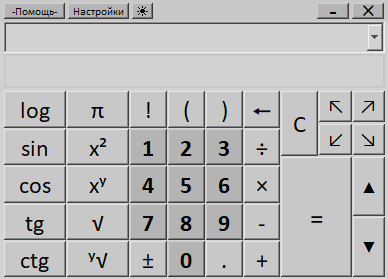 -Помощь- Настройки ☀ - X
log π ! ( ) ← C ↖ ↗
sin x² 1 2 3 ÷ ↙ ↘
cos xʸ 4 5 6 × = ▲
tg √ 7 8 9 - ▼
ctg ʸ√ ± 0 . +